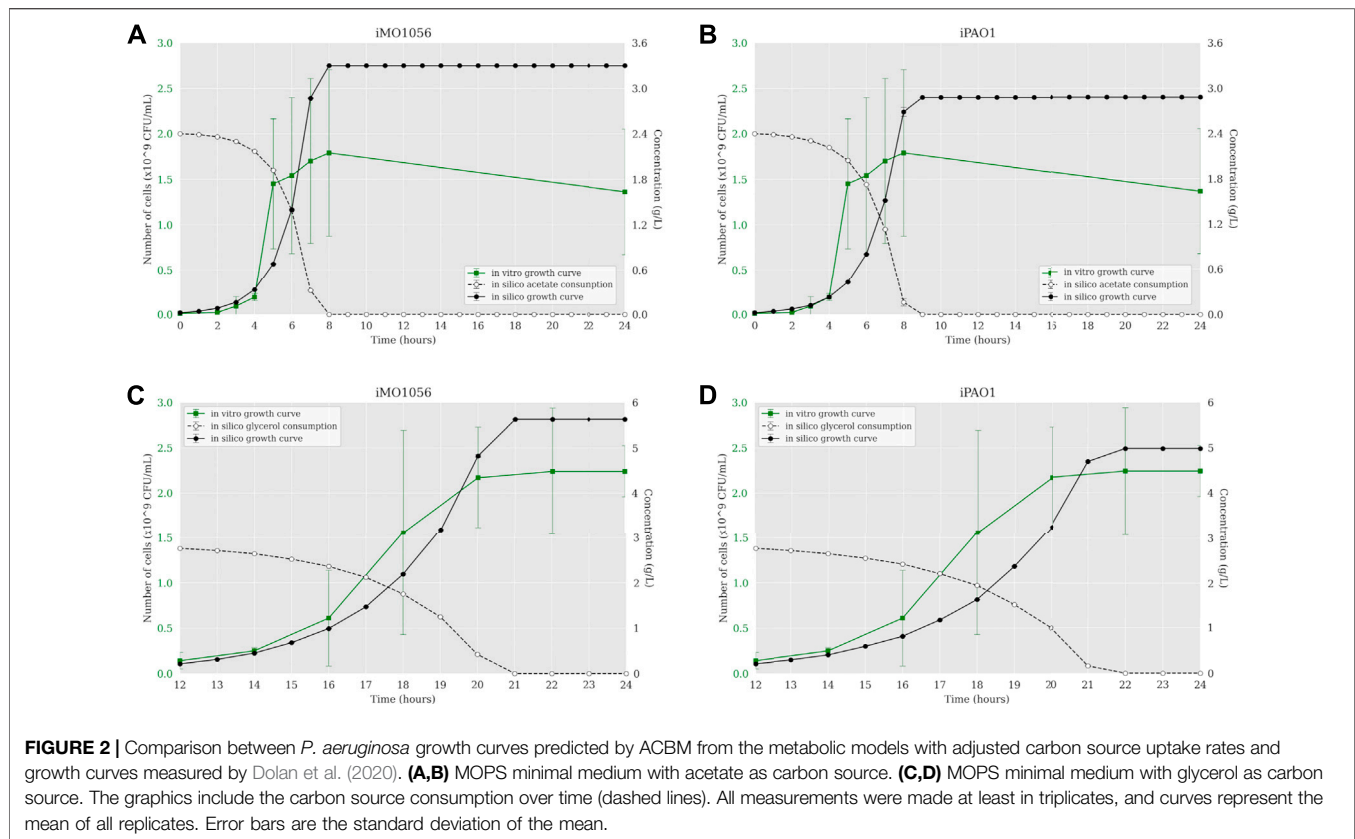 A
iMO1056
3.0
2.5
2.0
1.5
1.0
0.5
0.0
Number of cells (x10^9 CFU/mL)
3.6
3.0
2.4
1.8
1.2
0.6
0.0
Concentration (g/L)
in vitro growth curve
in silico acetate consumption
in silico growth curve
0 2 4 6 8 10 12 14 16 18 20 22 24
Time (hours)
B
iPAO1
3.0
2.5
2.0
1.5
1.0
0.5
0.0
Number of cells (x10^9 CFU/mL)
3.6
3.0
2.4
1.8
1.2
0.6
0.0
Concentration (g/L)
in vitro growth curve
in silico acetate consumption
in silico growth curve
0 2 4 6 8 10 12 14 16 18 20 22 24
Time (hours)
C
iMO1056
3.0
2.5
2.0
1.5
1.0
0.5
0.0
Number of cells (x10^9 CFU/mL)
6
5
4
3
2
1
0
Concentration (g/L)
in vitro growth curve
in silico glycerol consumption
in silico growth curve
12 13 14 15 16 17 18 19 20 21 22 23 24
Time (hours)
D
iPAO1
3.0
2.5
2.0
1.5
1.0
0.5
0.0
Number of cells (x10^9 CFU/mL)
6
5
4
3
2
1
0
Concentration (g/L)
in vitro growth curve
in silico glycerol consumption
in silico growth curve
12 13 14 15 16 17 18 19 20 21 22 23 24
Time (hours)
FIGURE 2 | Comparison between P. aeruginosa growth curves predicted by ACBM from the metabolic models with adjusted carbon source uptake rates and
growth curves measured by Dolan et al. (2020). (A,B) MOPS minimal medium with acetate as carbon source. (C,D) MOPS minimal medium with glycerol as carbon
source. The graphics include the carbon source consumption over time (dashed lines). All measurements were made at least in triplicates, and curves represent the
mean of all replicates. Error bars are the standard deviation of the mean.